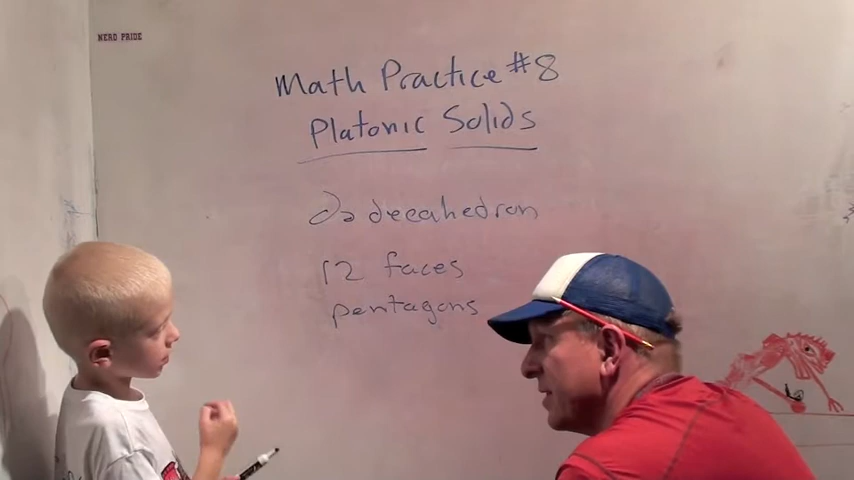 NERD PRIDE
Math Practice #8
Platonic Solids
Dodecahedron
12 faces
pentagons